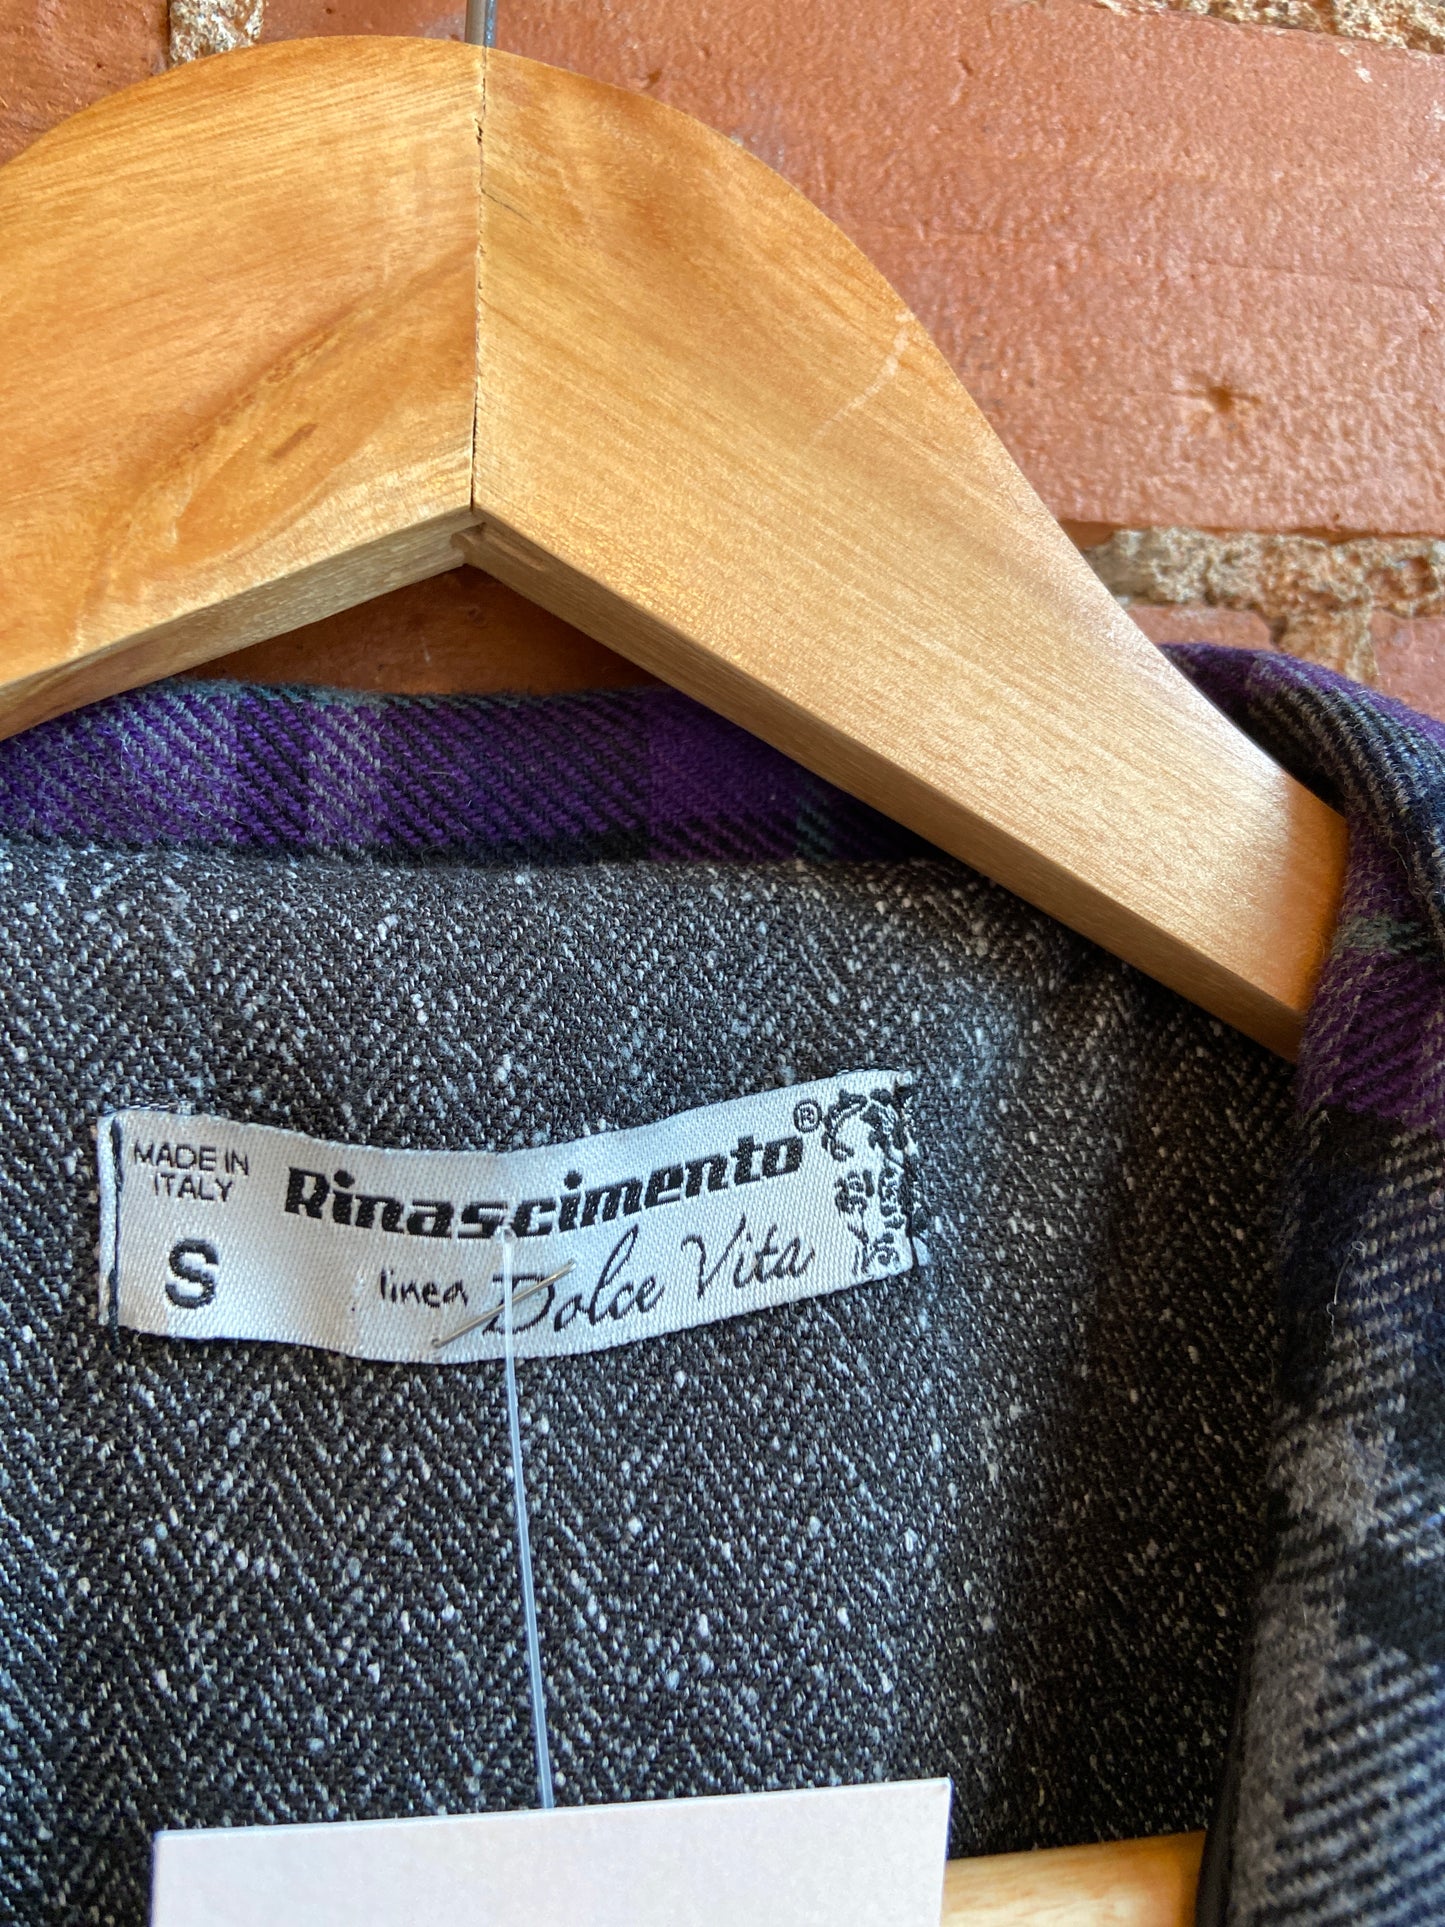 MADE IN
ITALY
S
Rinascimento®
linea Dolce Vita